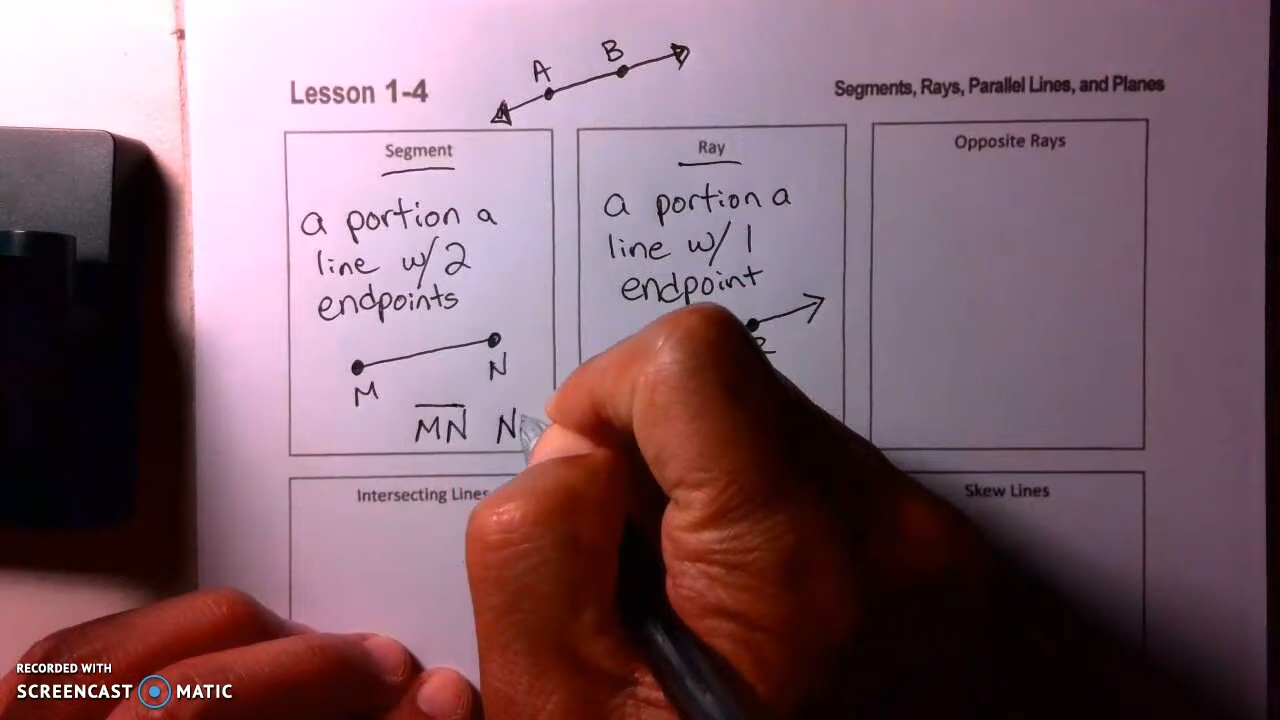 A B
Lesson 1-4
Segments, Rays, Parallel Lines, and Planes
Segment
a portion a
line w/ 2
endpoints
M N
MN N
Ray
a portion a
line w/ 1
endpoint
Opposite Rays
Intersecting Lines
Skew Lines
RECORDED WITH
SCREENCAST MATIC